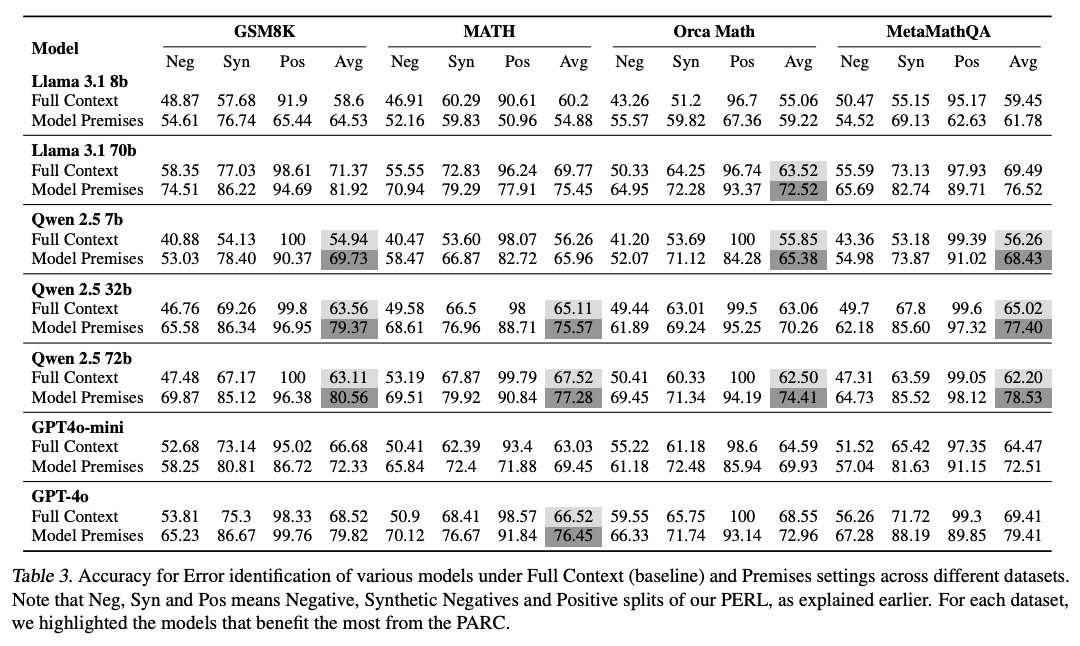 GSM8K MATH Orca Math MetaMathQA
Model
Neg Syn Pos Avg Neg Syn Pos Avg Neg Syn Pos Avg Neg Syn Pos Avg
Llama 3.1 8b
Full Context 48.87 57.68 91.9 58.6 46.91 60.29 90.61 60.2 43.26 51.2 96.7 55.06 50.47 55.15 95.17 59.45
Model Premises 54.61 76.74 65.44 64.53 52.16 59.83 50.96 54.88 55.57 59.82 67.36 59.22 54.52 69.13 62.63 61.78
Llama 3.1 70b
Full Context 58.35 77.03 98.61 71.37 55.55 72.83 96.24 69.77 50.33 64.25 96.74 63.52 55.59 73.13 97.93 69.49
Model Premises 74.51 86.22 94.69 81.92 70.94 79.29 77.91 75.45 64.95 72.28 93.37 72.52 65.69 82.74 89.71 76.52
Qwen 2.5 7b
Full Context 40.88 54.13 100 54.94 40.47 53.60 98.07 56.26 41.20 53.69 100 55.85 43.36 53.18 99.39 56.26
Model Premises 53.03 78.40 90.37 69.73 58.47 66.87 82.72 65.96 52.07 71.12 84.28 65.38 54.98 73.87 91.02 68.43
Qwen 2.5 32b
Full Context 46.76 69.26 99.8 63.56 49.58 66.5 98 65.11 49.44 63.01 99.5 63.06 49.7 67.8 99.6 65.02
Model Premises 65.58 86.34 96.95 79.37 68.61 76.96 88.71 75.57 61.89 69.24 95.25 70.26 62.18 85.60 97.32 77.40
Qwen 2.5 72b
Full Context 47.48 67.17 100 63.11 53.19 67.87 99.79 67.52 50.41 60.33 100 62.50 47.31 63.59 99.05 62.20
Model Premises 69.87 85.12 96.38 80.56 69.51 79.92 90.84 77.28 69.45 71.34 94.19 74.41 64.73 85.52 98.12 78.53
GPT4o-mini
Full Context 52.68 73.14 95.02 66.68 50.41 62.39 93.4 63.03 55.22 61.18 98.6 64.59 51.52 65.42 97.35 64.47
Model Premises 58.25 80.81 86.72 72.33 65.84 72.4 71.88 69.45 61.18 72.48 85.94 69.93 57.04 81.63 91.15 72.51
GPT-4o
Full Context 53.81 75.3 98.33 68.52 50.9 68.41 98.57 66.52 59.55 65.75 100 68.55 56.26 71.72 99.3 69.41
Model Premises 65.23 86.67 99.76 79.82 70.12 76.67 91.84 76.45 66.33 71.74 93.14 72.96 67.28 88.19 89.85 79.41
Table 3. Accuracy for Error identification of various models under Full Context (baseline) and Premises settings across different datasets.
Note that Neg, Syn and Pos means Negative, Synthetic Negatives and Positive splits of our PERL, as explained earlier. For each dataset,
we highlighted the models that benefit the most from the PARC.